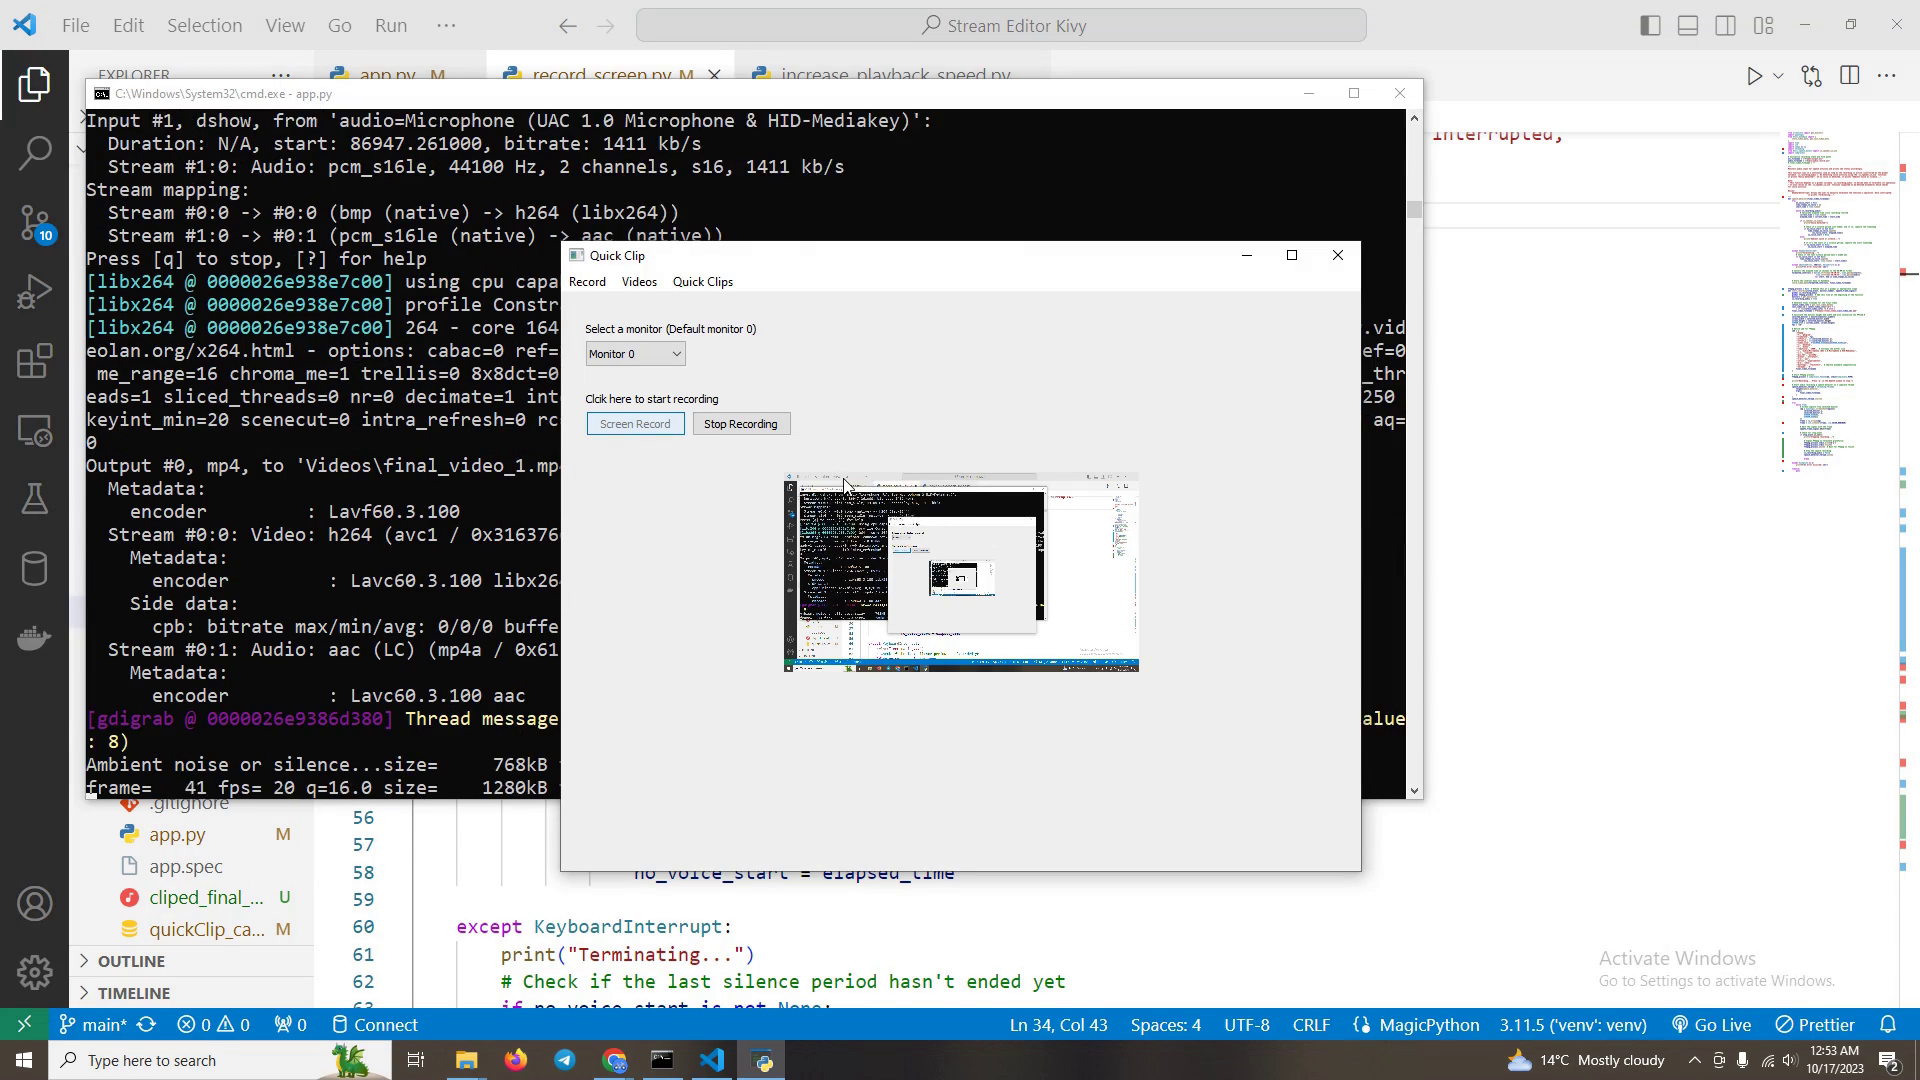 File Edit Selection View Go Run ···
Stream Editor Kivy
EXPLORER ···
app.py M
record_screen.py M
increase_playback_speed.py
C:\Windows\System32\cmd.exe - app.py
Input #1, dshow, from 'audio=Microphone (UAC 1.0 Microphone & HID-Mediakey)':
Duration: N/A, start: 86947.261000, bitrate: 1411 kb/s
Stream #1:0: Audio: pcm_s16le, 44100 Hz, 2 channels, s16, 1411 kb/s
Stream mapping:
Stream #0:0 -> #0:0 (bmp (native) -> h264 (libx264))
Stream #1:0 -> #0:1 (pcm_s16le (native) -> aac (native))
Press [q] to stop, [?] for help
[libx264 @ 0000026e938e7c00] using cpu capa
[libx264 @ 0000026e938e7c00] profile Constr
[libx264 @ 0000026e938e7c00] 264 - core 164
.vid
eolan.org/x264.html - options: cabac=0 ref=
ef=0
me_range=16 chroma_me=1 trellis=0 8x8dct=0
_thr
eads=1 sliced_threads=0 nr=0 decimate=1 int
250
keyint_min=20 scenecut=0 intra_refresh=0 rc
aq=
0
Output #0, mp4, to 'Videos\final_video_1.mp
Metadata:
encoder : Lavf60.3.100
Stream #0:0: Video: h264 (avc1 / 0x3163766
Metadata:
encoder : Lavc60.3.100 libx26
Side data:
cpb: bitrate max/min/avg: 0/0/0 buffe
Stream #0:1: Audio: aac (LC) (mp4a / 0x61
Metadata:
encoder : Lavc60.3.100 aac
[gdigrab @ 0000026e9386d380] Thread message
alue
: 8)
Ambient noise or silence...size= 768kB
frame= 41 fps= 20 q=16.0 size= 1280kB
interrupted,
Quick Clip
Record Videos Quick Clips
Select a monitor (Default monitor 0)
Monitor 0
Clcik here to start recording
Screen Record Stop Recording
.gitignore
app.py M
app.spec
cliped_final_... U
quickClip_ca... M
OUTLINE
TIMELINE
56
57
58 no_voice_start = elapsed_time
59
60 except KeyboardInterrupt:
61 print("Terminating...")
62 # Check if the last silence period hasn't ended yet
63 if no_voice_start is not None:
Activate Windows
Go to Settings to activate Windows.
10
main* 0 0 0 Connect
Ln 34, Col 43 Spaces: 4 UTF-8 CRLF MagicPython 3.11.5 ('venv': venv) Go Live Prettier
Type here to search
14°C Mostly cloudy
12:53 AM
10/17/2023
2